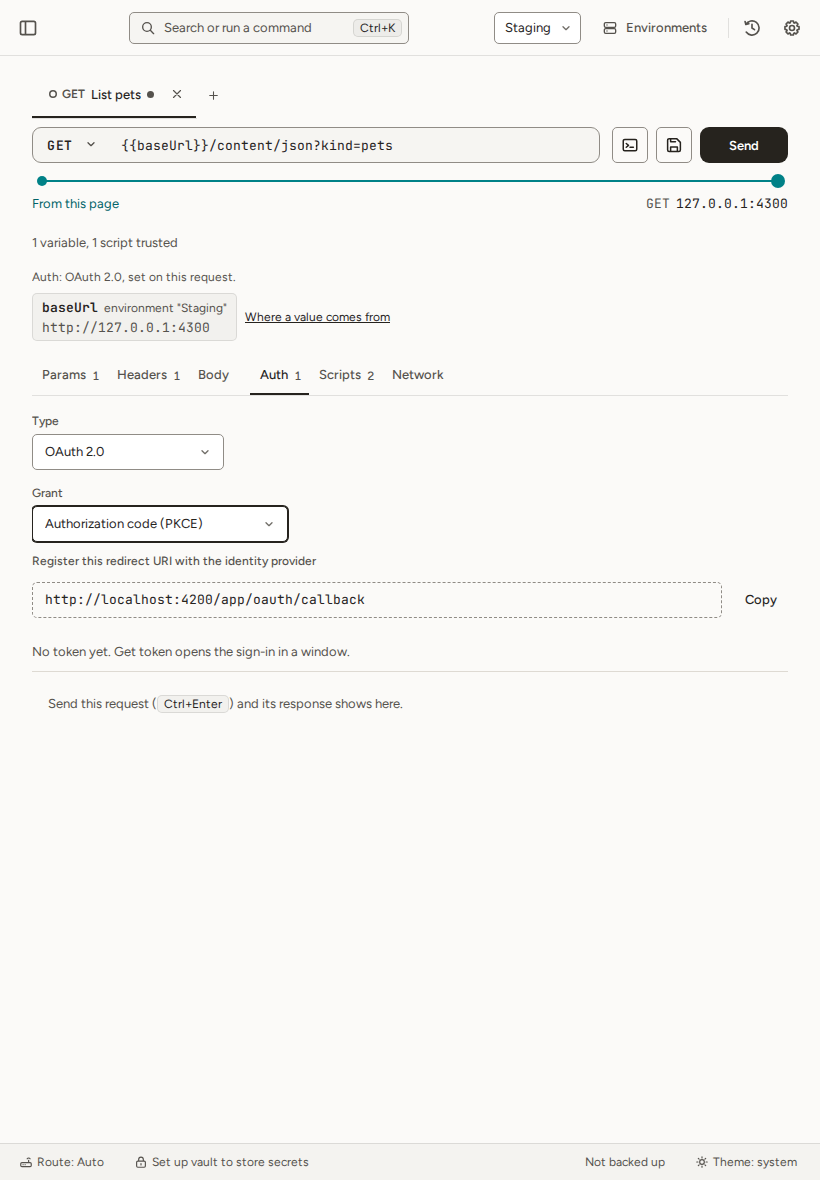 Search or run a command Ctrl+K Staging Environments
GET List pets
GET {{baseUrl}}/content/json?kind=pets Send
From this page GET 127.0.0.1:4300
1 variable, 1 script trusted
Auth: OAuth 2.0, set on this request.
baseUrl environment "Staging"
http://127.0.0.1:4300
Where a value comes from
Params 1 Headers 1 Body Auth 1 Scripts 2 Network
Type
OAuth 2.0
Grant
Authorization code (PKCE)
Register this redirect URI with the identity provider
http://localhost:4200/app/oauth/callback Copy
No token yet. Get token opens the sign-in in a window.
Send this request (Ctrl+Enter) and its response shows here.
Route: Auto Set up vault to store secrets Not backed up Theme: system